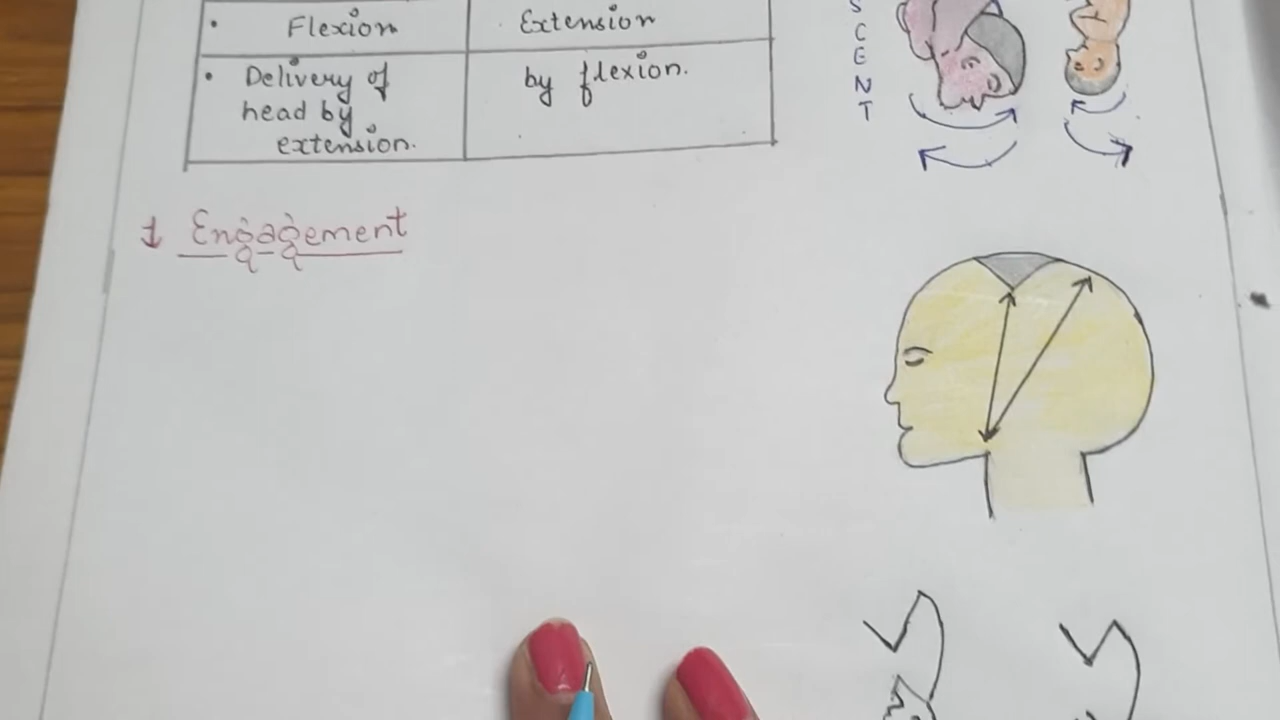 • Flexion Extension
• Delivery of by flexion.
head by
extension.
S
C
E
N
T
1 Engagement